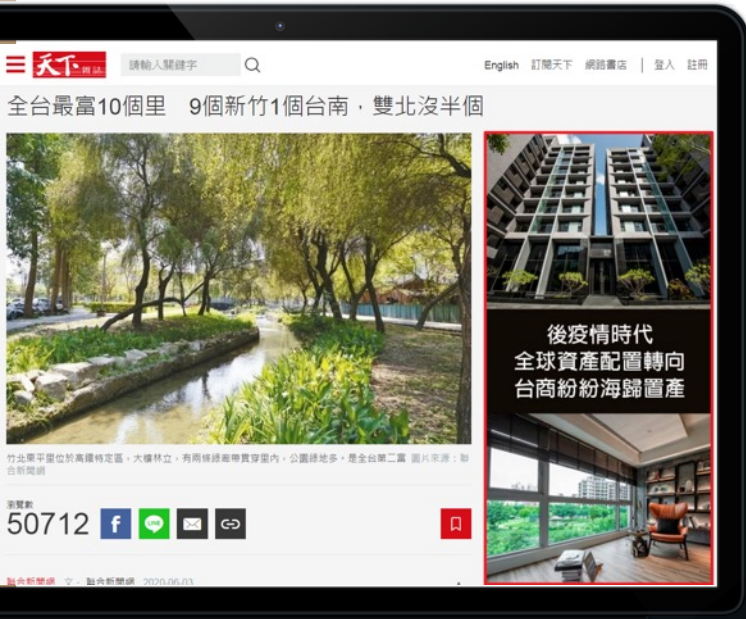 天下雜誌
請輸入關鍵字
English 訂閱天下 網路書店 | 登入 註冊
全台最富10個里 9個新竹1個台南，雙北沒半個
後疫情時代
全球資產配置轉向
台商紛紛海歸置產
竹北東平里位於高鐵特定區，大樓林立，有兩條綠廊帶貫穿里內，公園綠地多，是全台第二富 圖片來源：聯
合新聞網
瀏覽數
50712
f
LINE
聯合新聞網 文． 聯合新聞網 2020-06-03